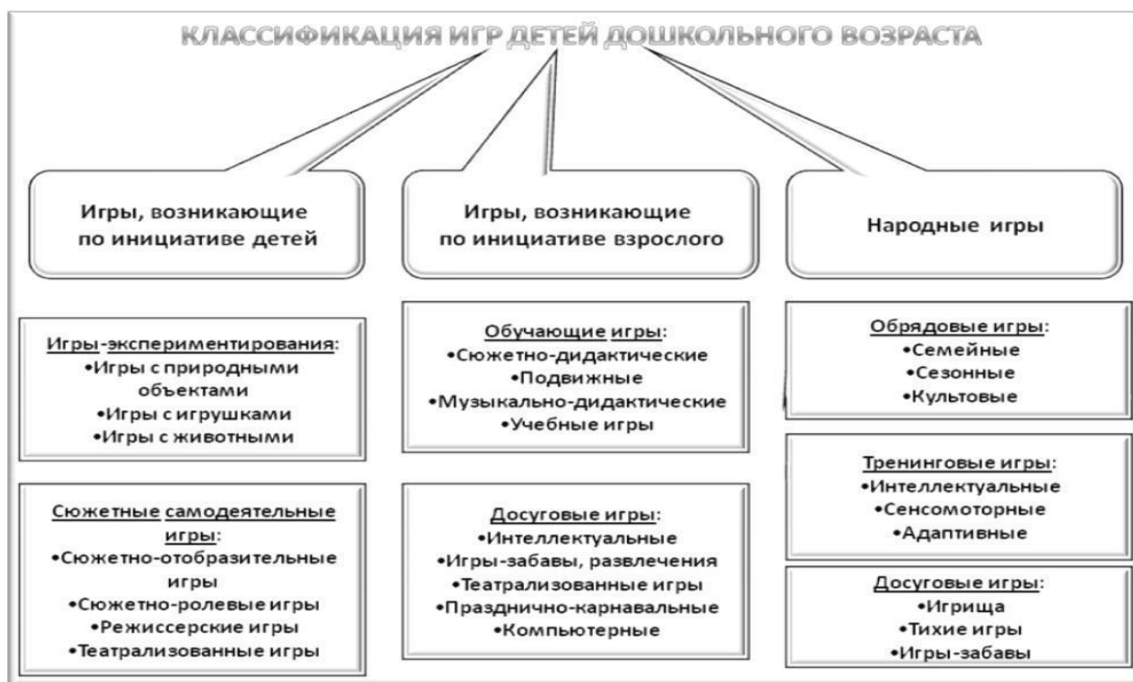 КЛАССИФИКАЦИЯ ИГР ДЕТЕЙ ДОШКОЛЬНОГО ВОЗРАСТА
Игры, возникающие
по инициативе детей
Игры, возникающие
по инициативе взрослого
Народные игры
Игры-экспериментирования:
•Игры с природными
объектами
•Игры с игрушками
•Игры с животными
Сюжетные самодеятельные
игры:
•Сюжетно-отобразительные
игры
•Сюжетно-ролевые игры
•Режиссерские игры
•Театрализованные игры
Обучающие игры:
•Сюжетно-дидактические
•Подвижные
•Музыкально-дидактические
•Учебные игры
Досуговые игры:
•Интеллектуальные
•Игры-забавы, развлечения
•Театрализованные игры
•Празднично-карнавальные
•Компьютерные
Обрядовые игры:
•Семейные
•Сезонные
•Культовые
Тренинговые игры:
•Интеллектуальные
•Сенсомоторные
•Адаптивные
Досуговые игры:
•Игрища
•Тихие игры
•Игры-забавы